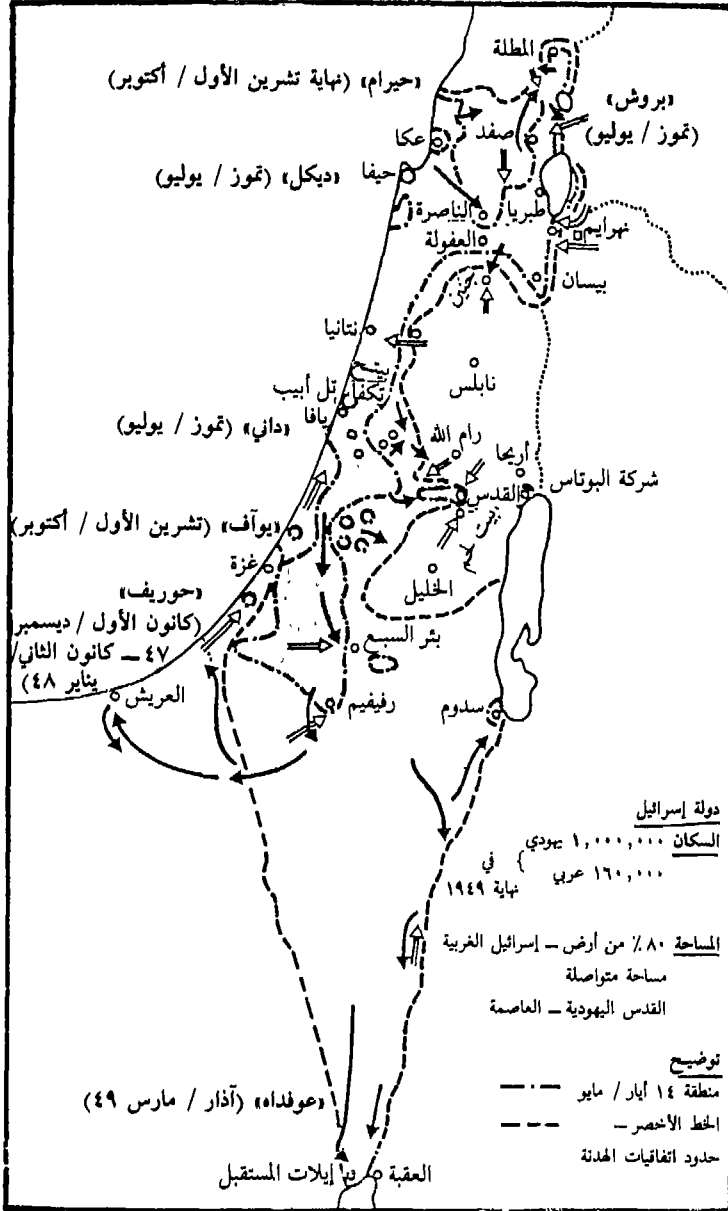 المطلة
«حيرام» (نهاية تشرين الأول / أكتوبر)
«بروش»
(تموز / يوليو)
صفد
عكا
حيفا
«ديكل» (تموز / يوليو)
طبريا
الناصرة
نهرايم
العفولة
بيسان
جنين
نتانيا
نابلس
بيتح
تكفا
تل أبيب
يافا
«داني» (تموز / يوليو)
رام الله
أريحا
شركة البوتاس
القدس
بيت لحم
«يوآف» (تشرين الأول / أكتوبر)
غزة
الخليل
«حوريف»
(كانون الأول / ديسمبر
٤٧ – كانون الثاني/
يناير ٤٨)
بئر السبع
العريش
رفيفيم
سدوم
دولة إسرائيل
السكان ١,٠٠٠,٠٠٠ يهودي
١٦٠,٠٠٠ عربي
} في
نهاية ١٩٤٩
المساحة ٨٠٪ من أرض – إسرائيل الغربية
مساحة متواصلة
القدس اليهودية – العاصمة
توضيح
منطقة ١٤ أيار / مايو
الخط الأخضر –
حدود اتفاقيات الهدنة
«عوفداه» (آذار / مارس ٤٩)
العقبة
إيلات المستقبل